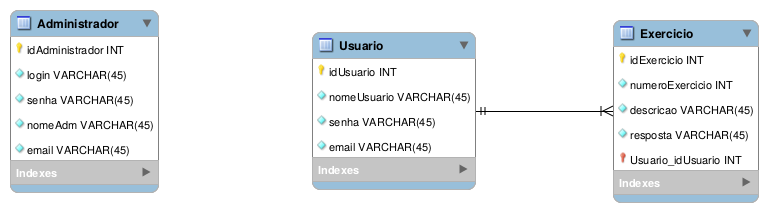 Administrador
idAdministrador INT
login VARCHAR(45)
senha VARCHAR(45)
nomeAdm VARCHAR(45)
email VARCHAR(45)
Indexes
Usuario
idUsuario INT
nomeUsuario VARCHAR(45)
senha VARCHAR(45)
email VARCHAR(45)
Indexes
Exercicio
idExercicio INT
numeroExercicio INT
descricao VARCHAR(45)
resposta VARCHAR(45)
Usuario_idUsuario INT
Indexes